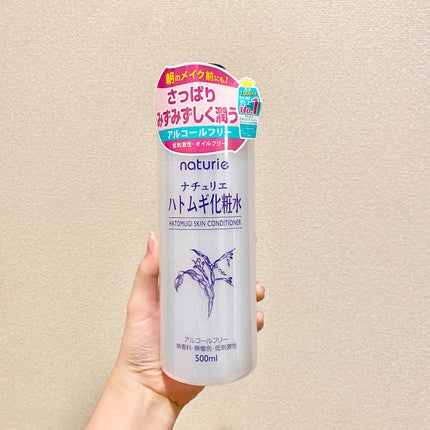 朝のメイク前にも!
さっぱり
みずみずしく潤う
アルコールフリー
低刺激性・オイルフリー
No.1
naturie
ナチュリエ
ハトムギ化粧水
HATOMUGI SKIN CONDITIONER
アルコールフリー
無香料・無着色・低刺激性
500ml